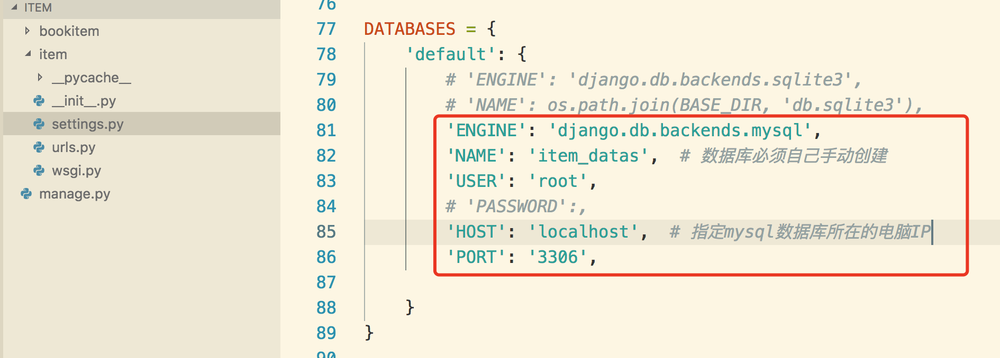 ITEM
bookitem
item
__pycache__
__init__.py
settings.py
urls.py
wsgi.py
manage.py
76
77 DATABASES = {
78 'default': {
79 # 'ENGINE': 'django.db.backends.sqlite3',
80 # 'NAME': os.path.join(BASE_DIR, 'db.sqlite3'),
81 'ENGINE': 'django.db.backends.mysql',
82 'NAME': 'item_datas', # 数据库必须自己手动创建
83 'USER': 'root',
84 # 'PASSWORD':,
85 'HOST': 'localhost', # 指定mysql数据库所在的电脑IP
86 'PORT': '3306',
87
88 }
89 }
90